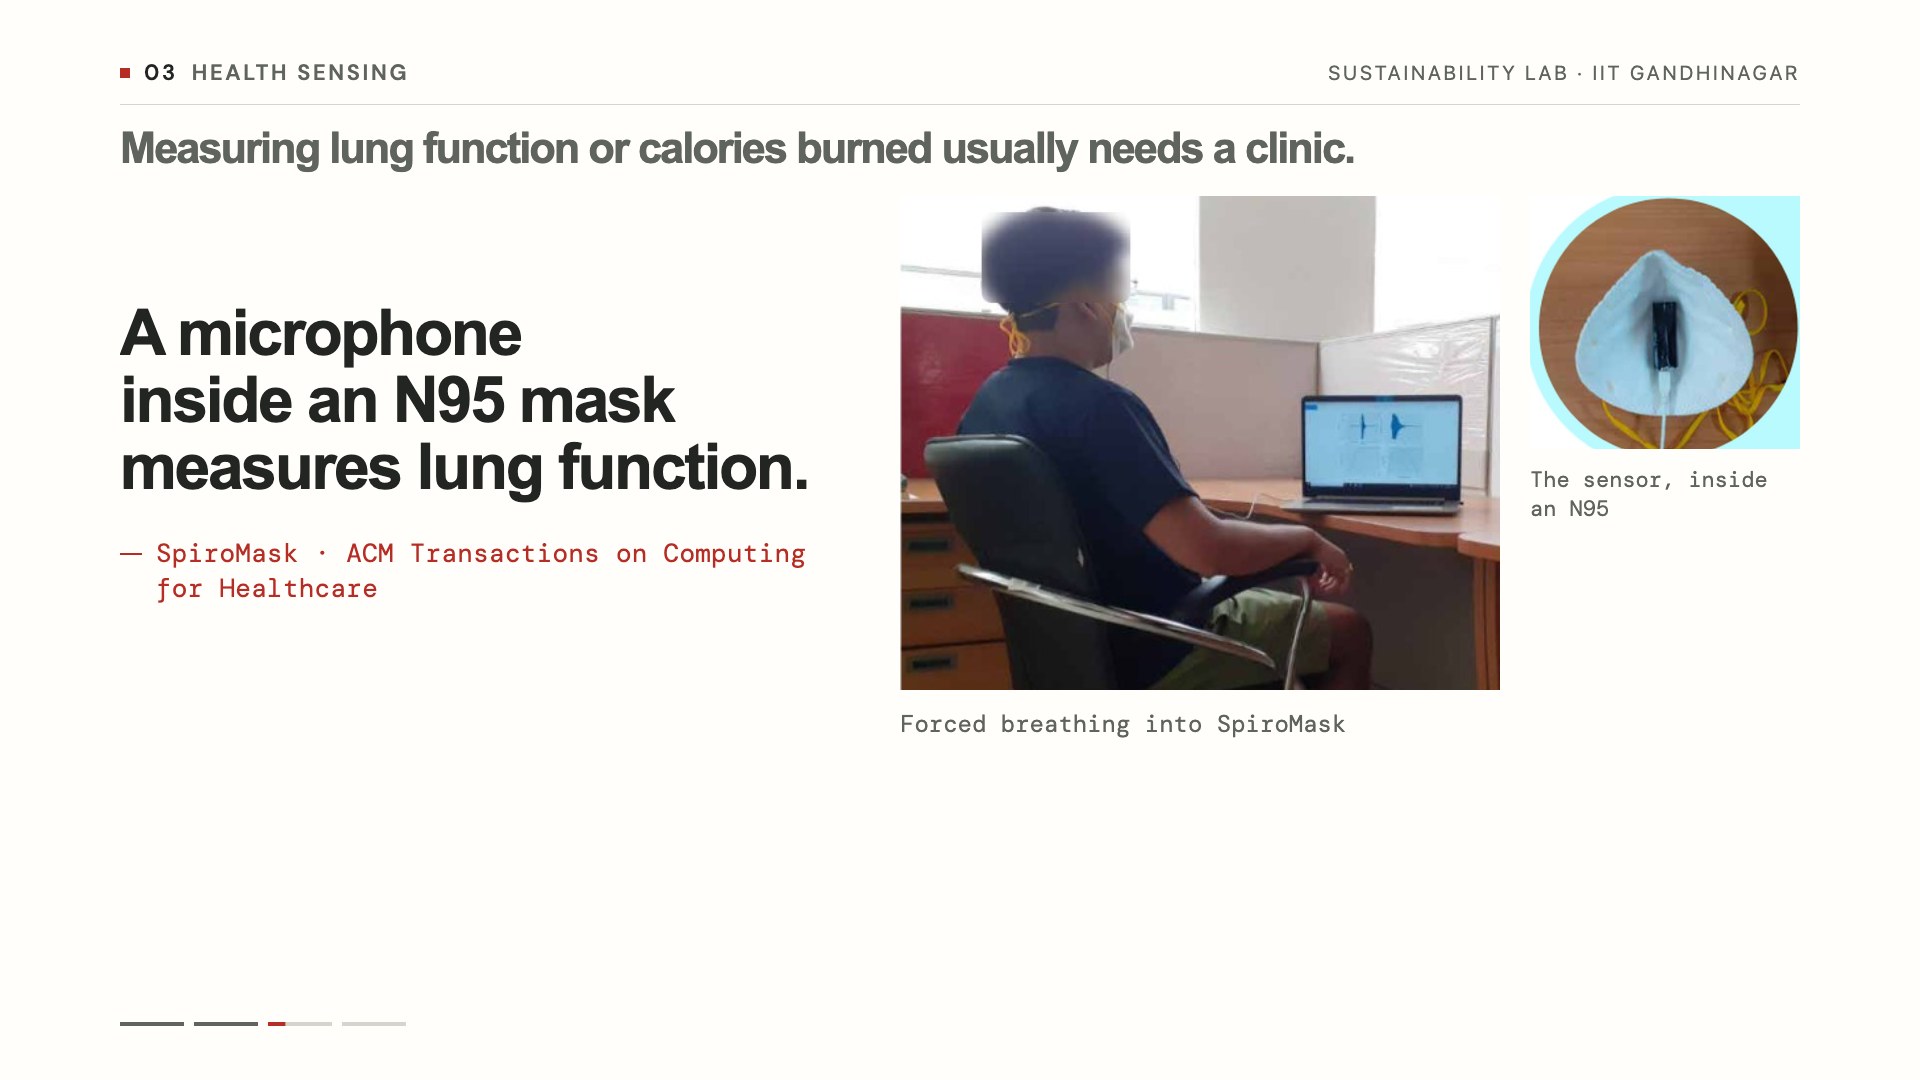 03 HEALTH SENSING
SUSTAINABILITY LAB · IIT GANDHINAGAR
Measuring lung function or calories burned usually needs a clinic.
A microphone
inside an N95 mask
measures lung function.
— SpiroMask · ACM Transactions on Computing
for Healthcare
The sensor, inside
an N95
Forced breathing into SpiroMask